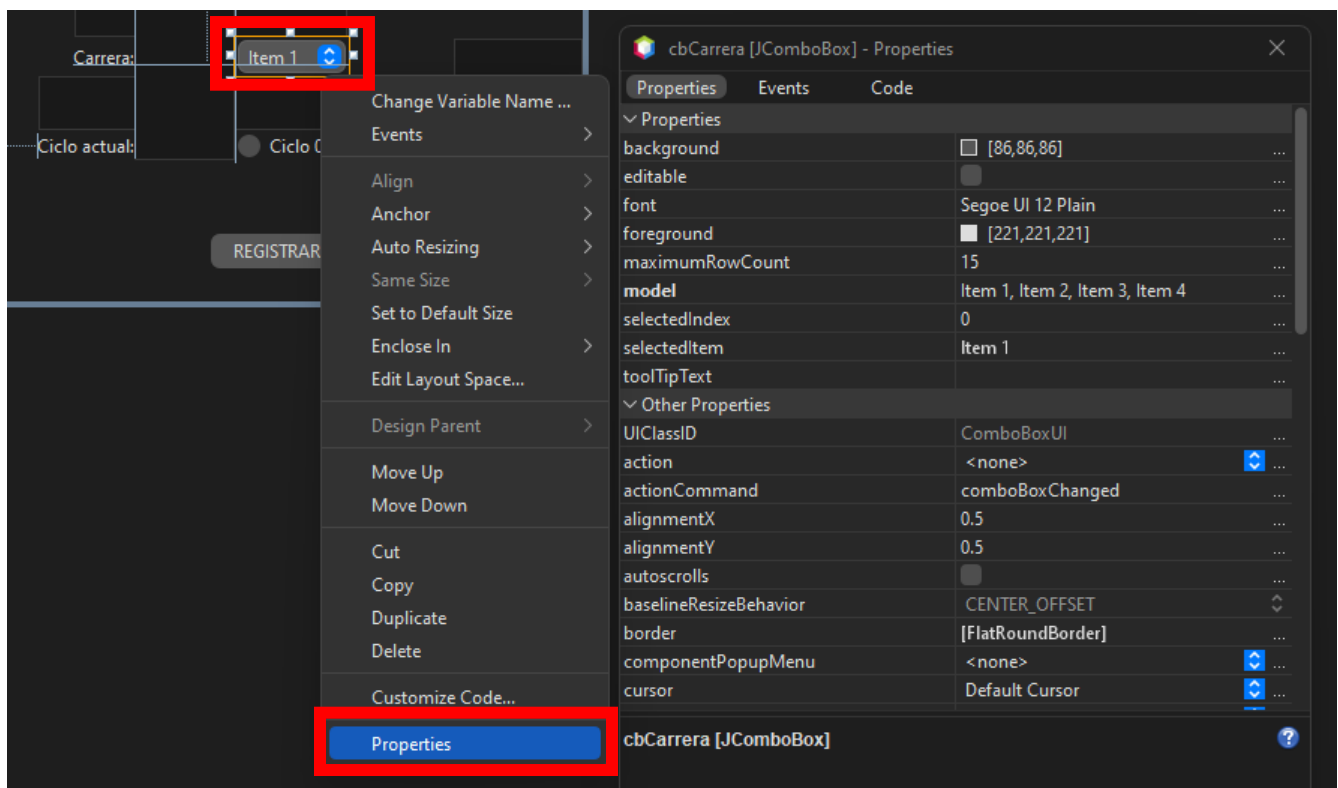 Carrera:
Item 1
Ciclo actual:
Ciclo 0
REGISTRAR
Change Variable Name ...
Events
Align
Anchor
Auto Resizing
Same Size
Set to Default Size
Enclose In
Edit Layout Space...
Design Parent
Move Up
Move Down
Cut
Copy
Duplicate
Delete
Customize Code...
Properties
cbCarrera [JComboBox] - Properties
Properties Events Code
Properties
background [86,86,86] ...
editable ...
font Segoe UI 12 Plain ...
foreground [221,221,221] ...
maximumRowCount 15 ...
model Item 1, Item 2, Item 3, Item 4 ...
selectedIndex 0 ...
selectedItem Item 1 ...
toolTipText ...
Other Properties
UIClassID ComboBoxUI ...
action <none> ...
actionCommand comboBoxChanged ...
alignmentX 0.5 ...
alignmentY 0.5 ...
autoscrolls ...
baselineResizeBehavior CENTER_OFFSET
border [FlatRoundBorder] ...
componentPopupMenu <none> ...
cursor Default Cursor ...
cbCarrera [JComboBox]
?